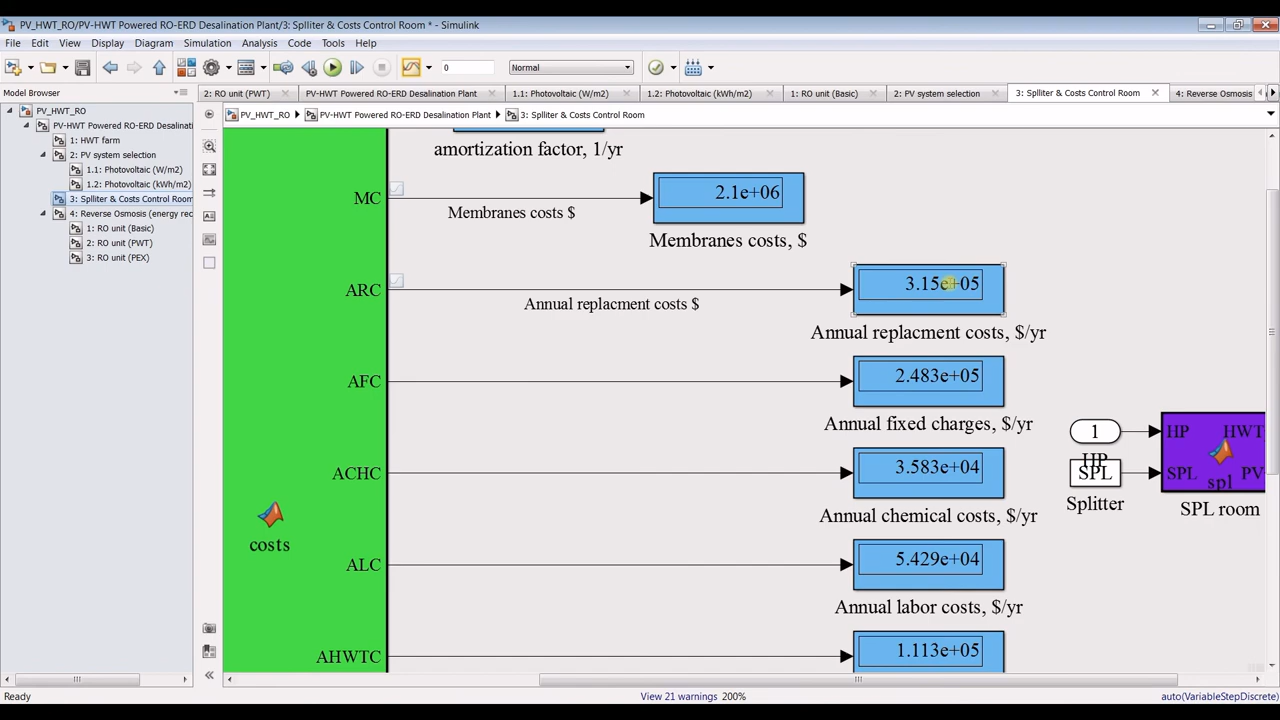 PV_HWT_RO/PV-HWT Powered RO-ERD Desalination Plant/3: Splliter & Costs Control Room * - Simulink
File Edit View Display Diagram Simulation Analysis Code Tools Help
0 Normal
Model Browser
2: RO unit (PWT) PV-HWT Powered RO-ERD Desalination Plant 1.1: Photovoltaic (W/m2) 1.2: Photovoltaic (kWh/m2) 1: RO unit (Basic) 2: PV system selection 3: Splliter & Costs Control Room 4: Reverse Osmosis
PV_HWT_RO PV-HWT Powered RO-ERD Desalination Plant 3: Splliter & Costs Control Room
PV_HWT_RO
PV-HWT Powered RO-ERD Desalinati
1: HWT farm
2: PV system selection
1.1: Photovoltaic (W/m2)
1.2: Photovoltaic (kWh/m2)
3: Splliter & Costs Control Room
4: Reverse Osmosis (energy rec
1: RO unit (Basic)
2: RO unit (PWT)
3: RO unit (PEX)
amortization factor, 1/yr
MC
Membranes costs $
2.1e+06
Membranes costs, $
ARC
Annual replacment costs $
3.15e+05
Annual replacment costs, $/yr
AFC
2.483e+05
Annual fixed charges, $/yr
ACHC
3.583e+04
Annual chemical costs, $/yr
costs
ALC
5.429e+04
Annual labor costs, $/yr
AHWTC
1.113e+05
1
HP
SPL
Splitter
HP HWT
SPL PV
spl
SPL room
Ready View 21 warnings 200% auto(VariableStepDiscrete)